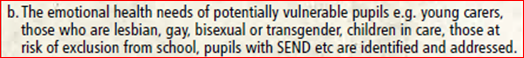 b. The emotional health needs of potentially vulnerable pupils e.g. young carers,
those who are lesbian, gay, bisexual or transgender, children in care, those at
risk of exclusion from school, pupils with SEND etc are identified and addressed.